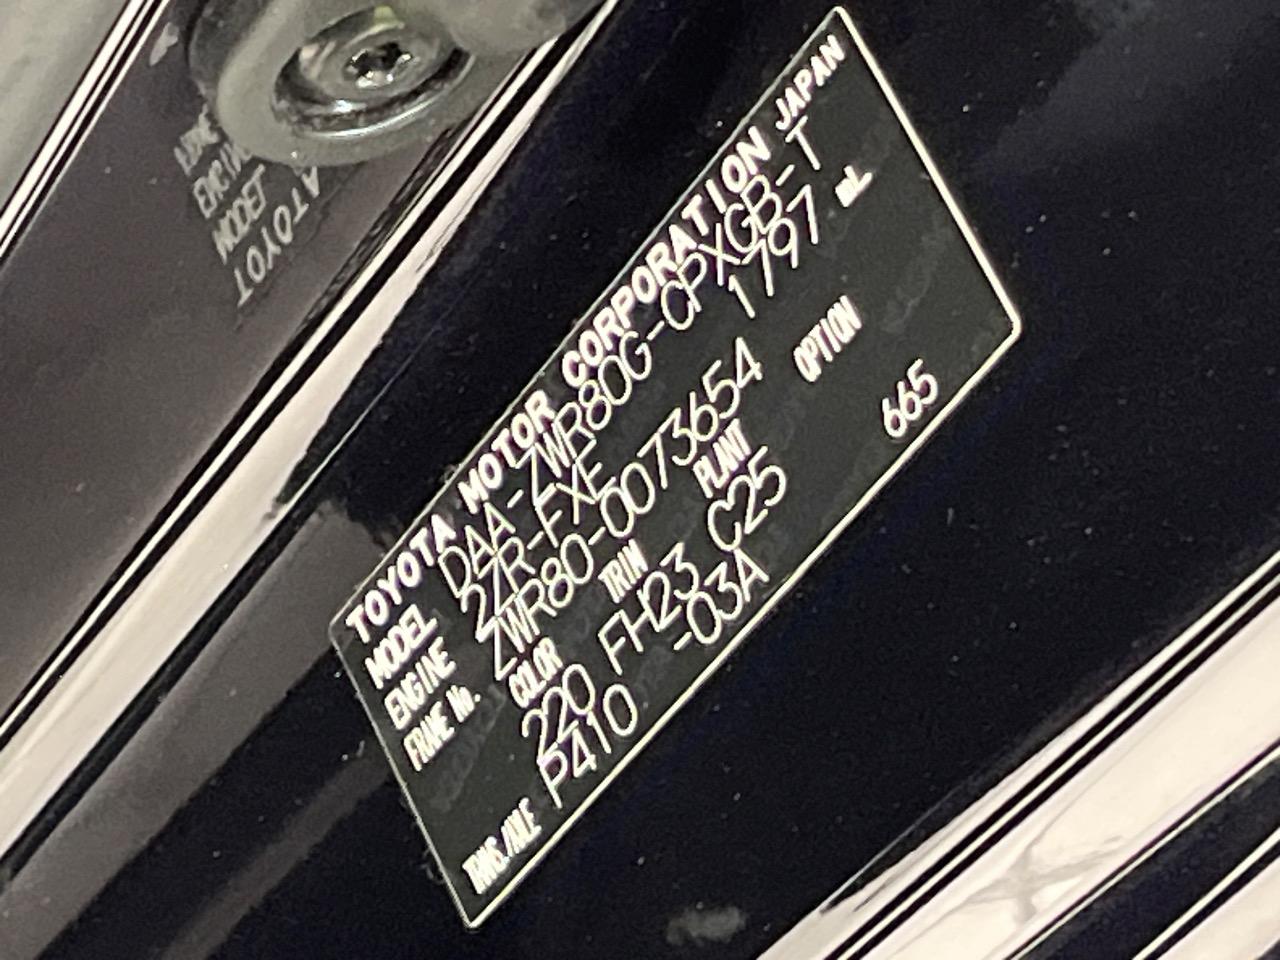 TOYOTA MOTOR CORPORATION JAPAN
MODEL DAA-ZWR80G-CPXGB-T
ENGINE 2ZR-FXE 1797 mL
FRAME No. ZWR80-0073654
COLOR TRIM PLANT OPTION
220 FH23 C25 665
TRANS./AXLE P410 -03A
TOYOTA
MODEL
ENGINE